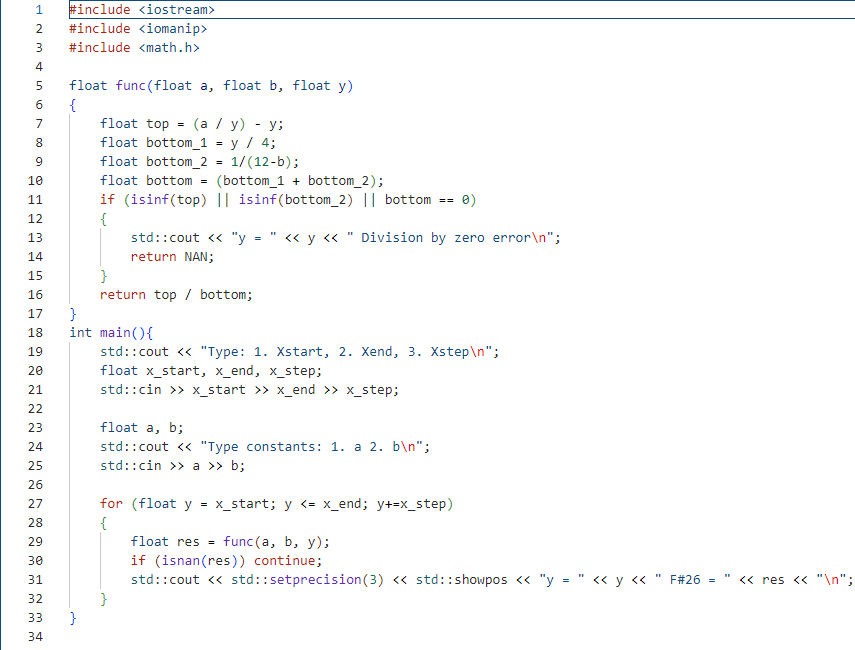 1 #include <iostream>
2 #include <iomanip>
3 #include <math.h>
4
5 float func(float a, float b, float y)
6 {
7     float top = (a / y) - y;
8     float bottom_1 = y / 4;
9     float bottom_2 = 1/(12-b);
10     float bottom = (bottom_1 + bottom_2);
11     if (isinf(top) || isinf(bottom_2) || bottom == 0)
12     {
13         std::cout << "y = " << y << " Division by zero error\n";
14         return NAN;
15     }
16     return top / bottom;
17 }
18 int main(){
19     std::cout << "Type: 1. Xstart, 2. Xend, 3. Xstep\n";
20     float x_start, x_end, x_step;
21     std::cin >> x_start >> x_end >> x_step;
22
23     float a, b;
24     std::cout << "Type constants: 1. a 2. b\n";
25     std::cin >> a >> b;
26
27     for (float y = x_start; y <= x_end; y+=x_step)
28     {
29         float res = func(a, b, y);
30         if (isnan(res)) continue;
31         std::cout << std::setprecision(3) << std::showpos << "y = " << y << " F#26 = " << res << "\n";
32     }
33 }
34